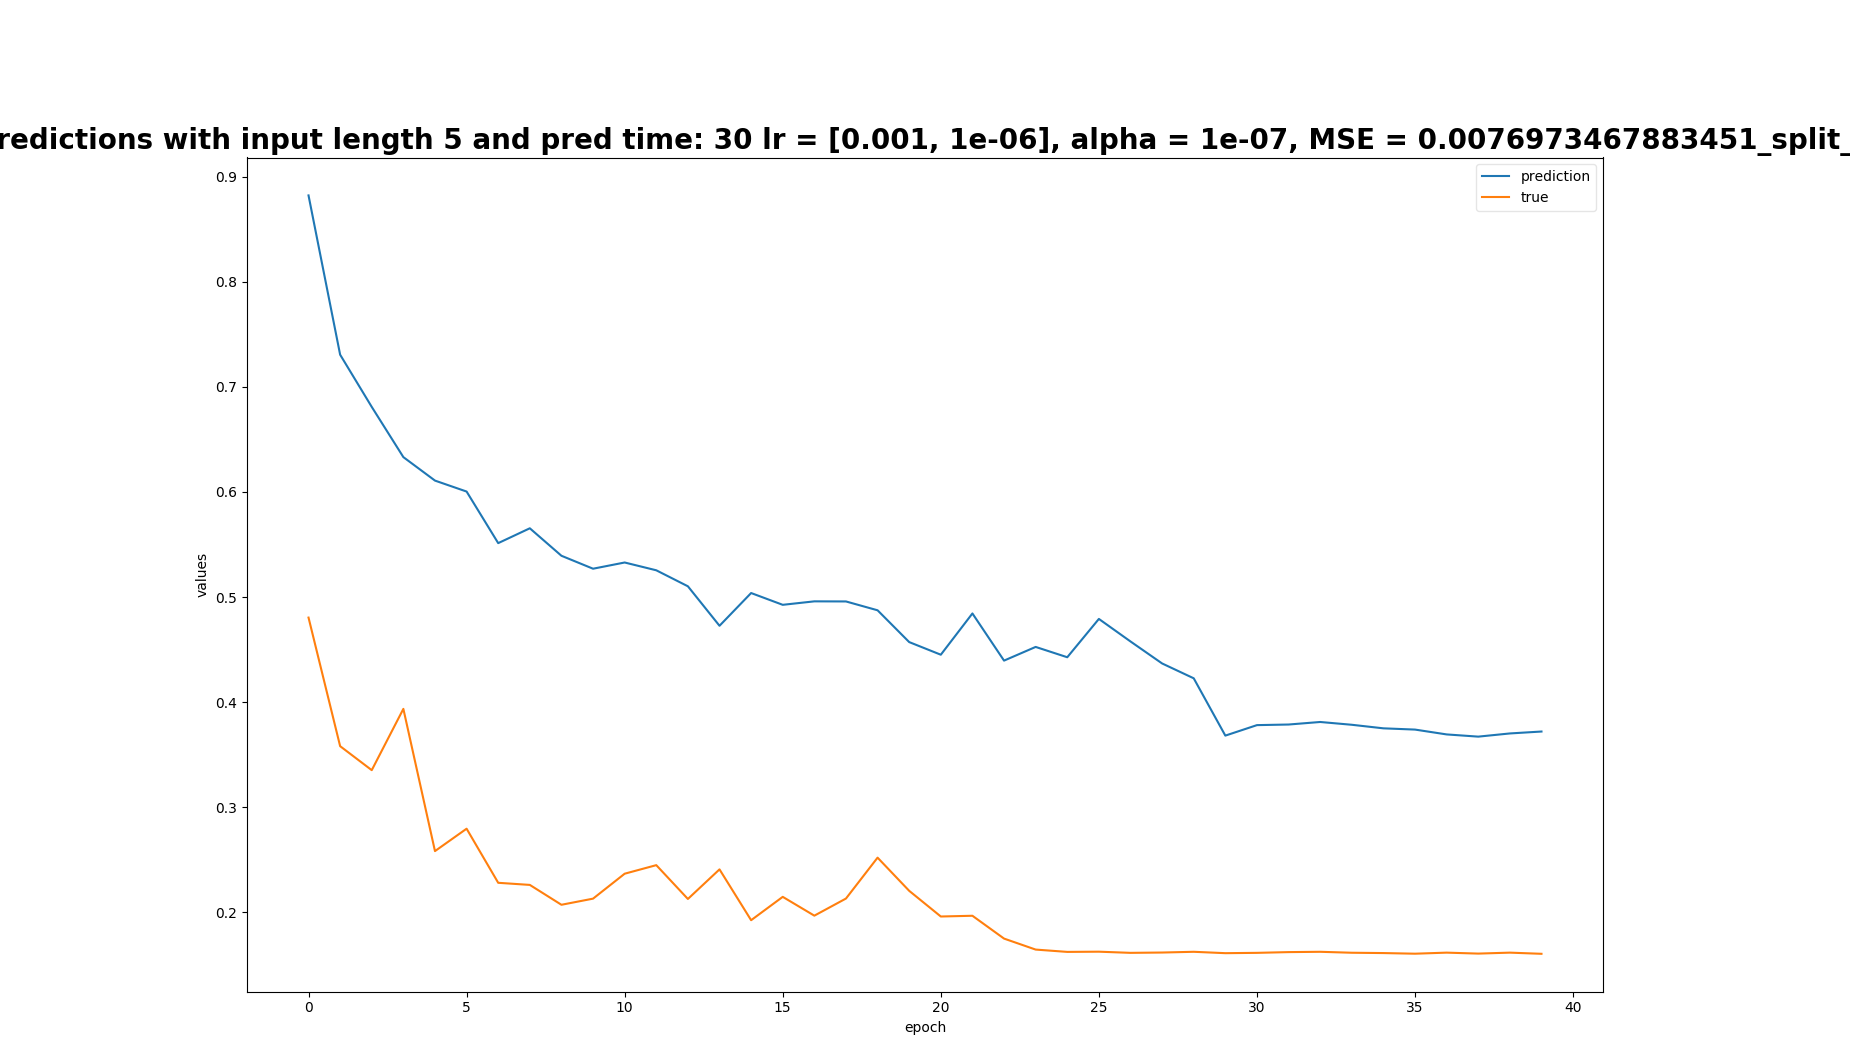 redictions with input length 5 and pred time: 30 lr = [0.001, 1e-06], alpha = 1e-07, MSE = 0.0076973467883451_split_
prediction
true
0.9
0.8
0.7
0.6
0.5
0.4
0.3
0.2
values
0 5 10 15 20 25 30 35 40
epoch